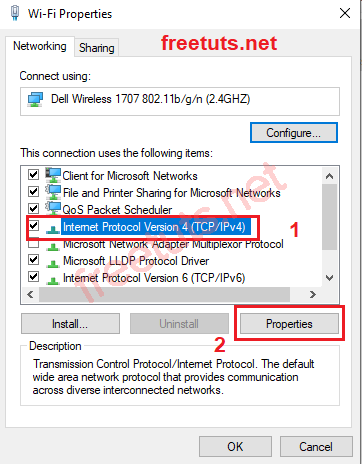 Wi-Fi Properties
Networking
Sharing
freetuts.net
Connect using:
Dell Wireless 1707 802.11b/g/n (2.4GHZ)
Configure...
This connection uses the following items:
Client for Microsoft Networks
File and Printer Sharing for Microsoft Networks
QoS Packet Scheduler
Internet Protocol Version 4 (TCP/IPv4)
1
Microsoft Network Adapter Multiplexor Protocol
Microsoft LLDP Protocol Driver
Internet Protocol Version 6 (TCP/IPv6)
freetuts.net
Install...
Uninstall
Properties
2
Description
Transmission Control Protocol/Internet Protocol. The default
wide area network protocol that provides communication
across diverse interconnected networks.
OK
Cancel